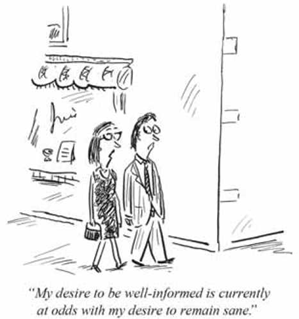 “My desire to be well-informed is currently
at odds with my desire to remain sane.”